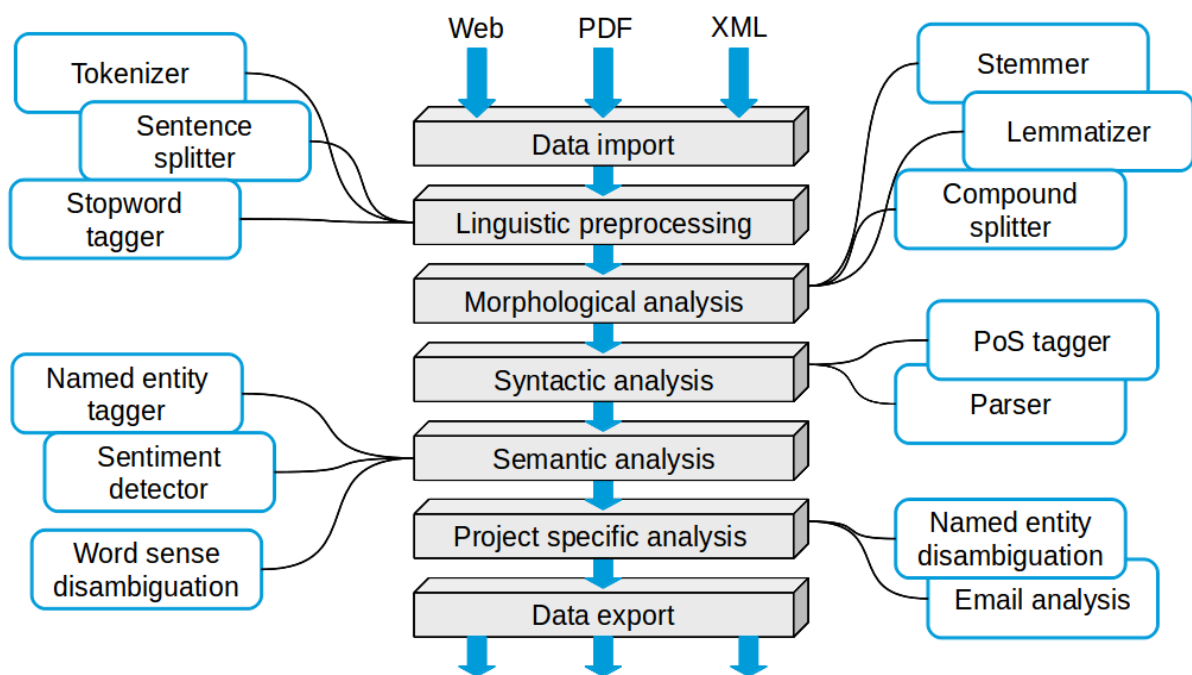 Web
PDF
XML
Tokenizer
Sentence
splitter
Stopword
tagger
Stemmer
Lemmatizer
Compound
splitter
Data import
Linguistic preprocessing
Morphological analysis
Syntactic analysis
PoS tagger
Parser
Named entity
tagger
Sentiment
detector
Word sense
disambiguation
Semantic analysis
Project specific analysis
Named entity
disambiguation
Email analysis
Data export